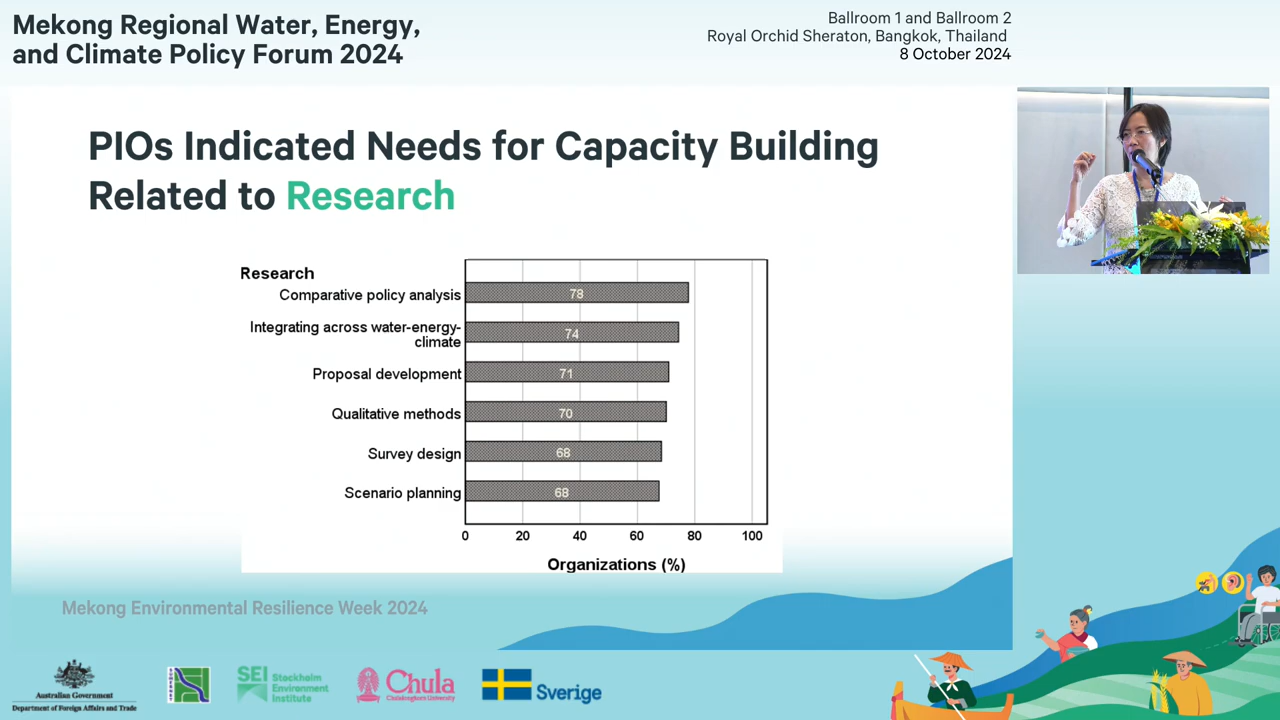 Mekong Regional Water, Energy,
and Climate Policy Forum 2024
Ballroom 1 and Ballroom 2
Royal Orchid Sheraton, Bangkok, Thailand
8 October 2024
PIOs Indicated Needs for Capacity Building
Related to Research
Research
Comparative policy analysis
78
Integrating across water-energy-
climate
74
Proposal development
71
Qualitative methods
70
Survey design
68
Scenario planning
68
0 20 40 60 80 100
Organizations (%)
Mekong Environmental Resilience Week 2024
Australian Government
Department of Foreign Affairs and Trade
SEI Stockholm
Environment
Institute
Chula
Chulalongkorn University
Sverige